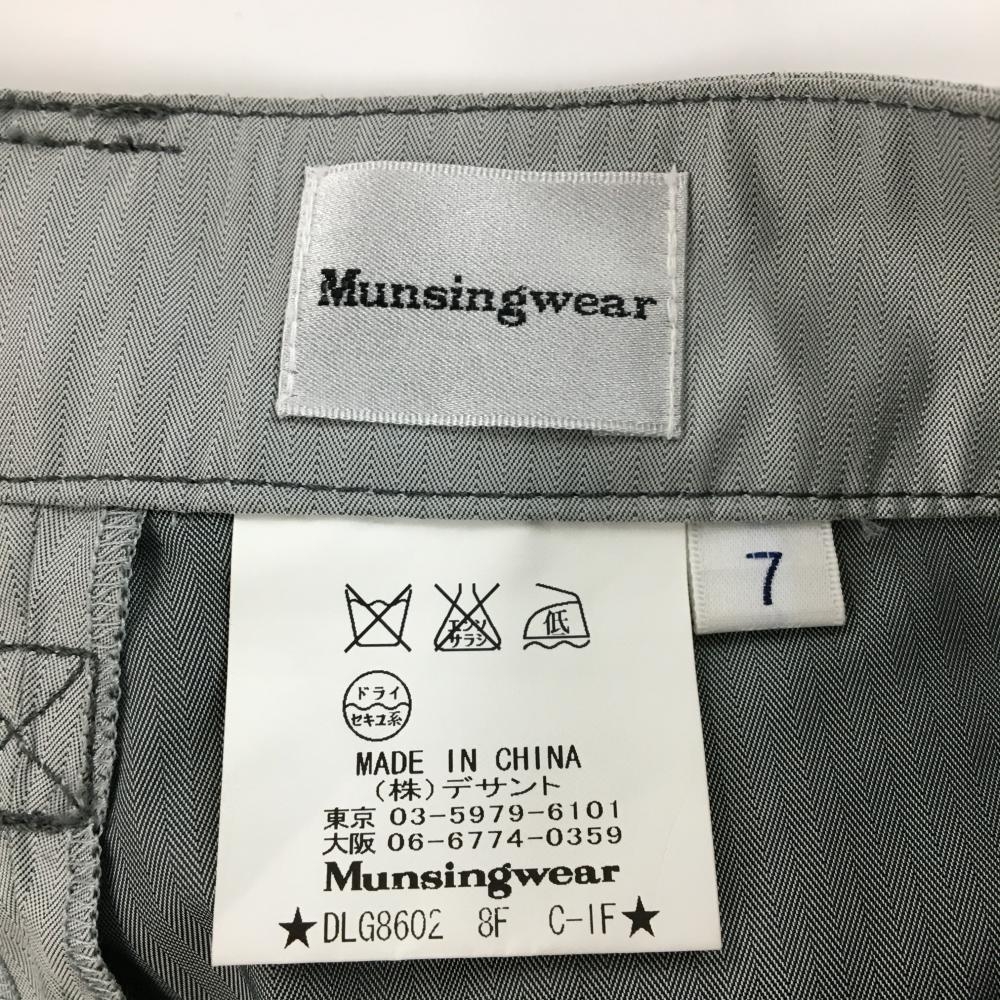 Munsingwear
7
エンソ
サラシ
低
ドライ
セキユ系
MADE IN CHINA
(株)デサント
東京 03-5979-6101
大阪 06-6774-0359
Munsingwear
★DLG8602 8F C-IF★